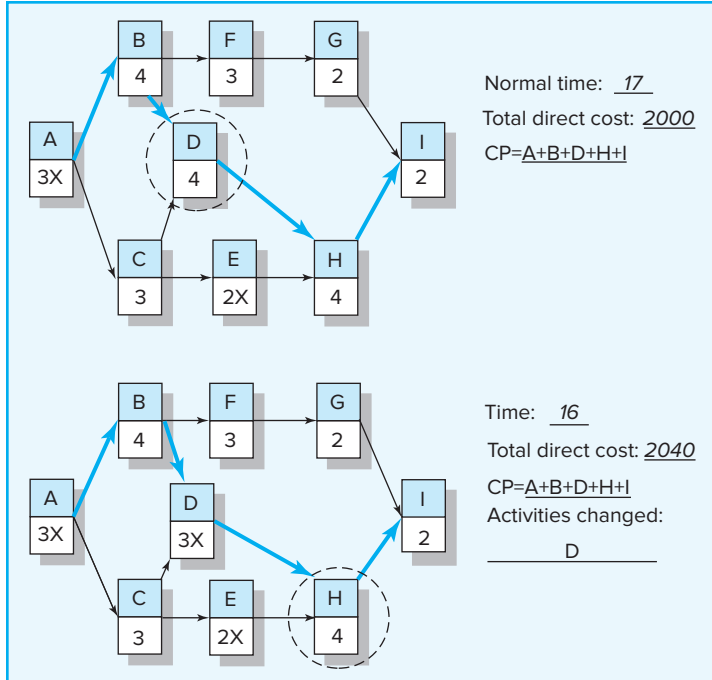 B
4
F
3
G
2
Normal time: 17
Total direct cost: 2000
CP=A+B+D+H+I
A
3X
D
4
I
2
C
3
E
2X
H
4
B
4
F
3
G
2
Time: 16
Total direct cost: 2040
CP=A+B+D+H+I
Activities changed:
D
A
3X
D
3X
I
2
C
3
E
2X
H
4